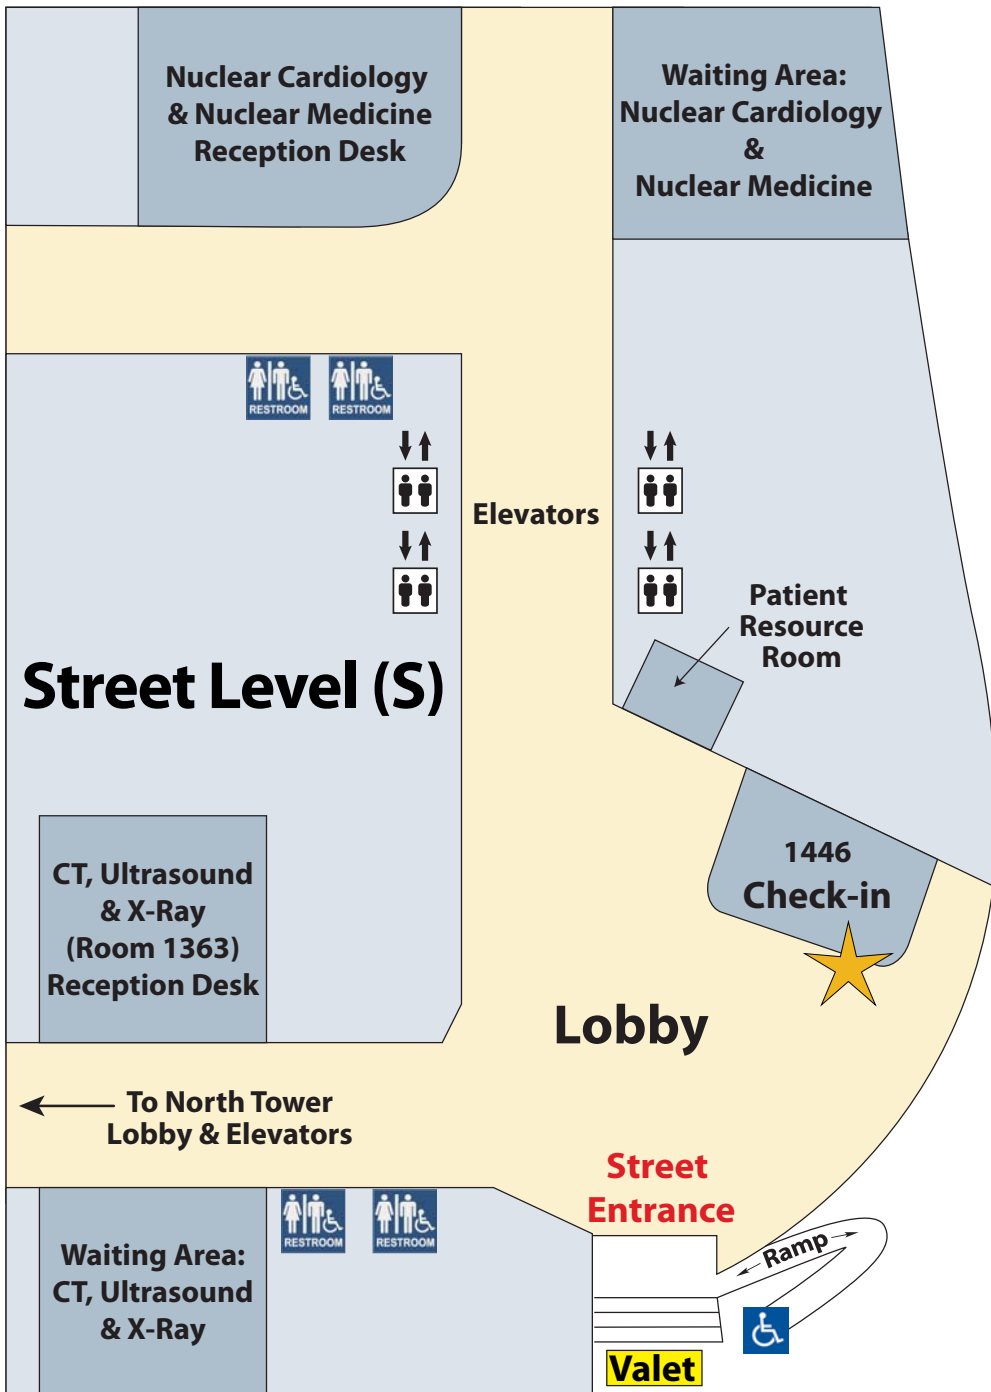 Nuclear Cardiology
& Nuclear Medicine
Reception Desk
Waiting Area:
Nuclear Cardiology
&
Nuclear Medicine
RESTROOM
RESTROOM
Elevators
Patient
Resource
Room
Street Level (S)
1446
Check-in
CT, Ultrasound
& X-Ray
(Room 1363)
Reception Desk
Lobby
To North Tower
Lobby & Elevators
Street
Entrance
RESTROOM
RESTROOM
Waiting Area:
CT, Ultrasound
& X-Ray
Ramp
Valet